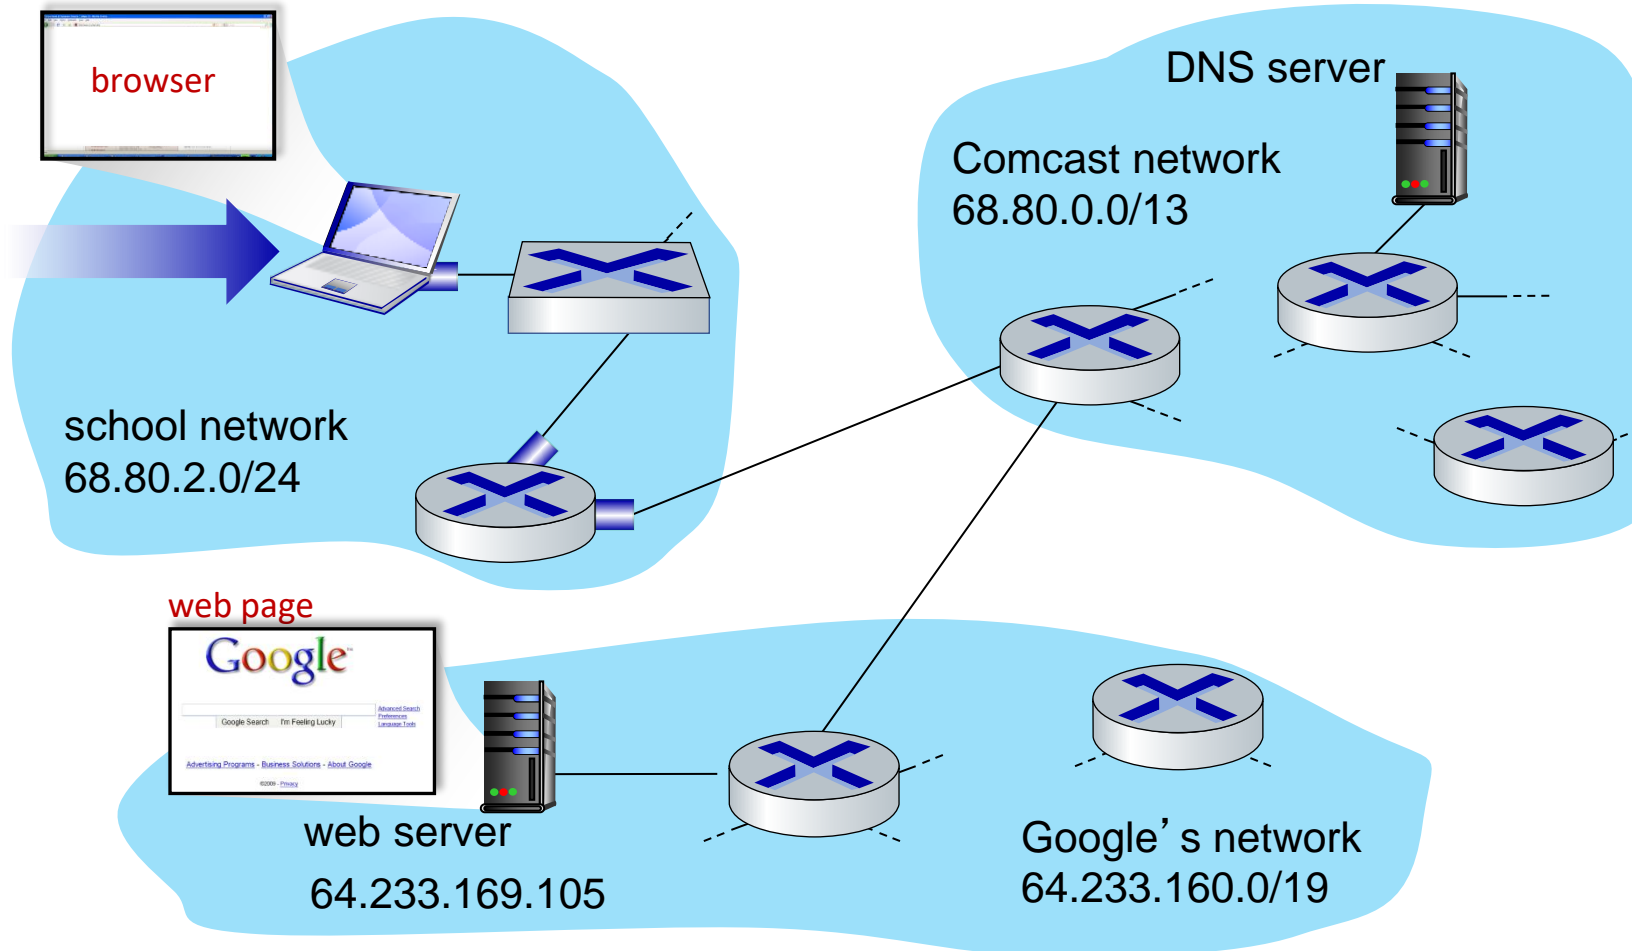 browser
DNS server
Comcast network
68.80.0.0/13
school network
68.80.2.0/24
web page
Google
Advanced Search
Preferences
Language Tools
Google Search I'm Feeling Lucky
Advertising Programs - Business Solutions - About Google
©2009 - Privacy
web server
64.233.169.105
Google’s network
64.233.160.0/19